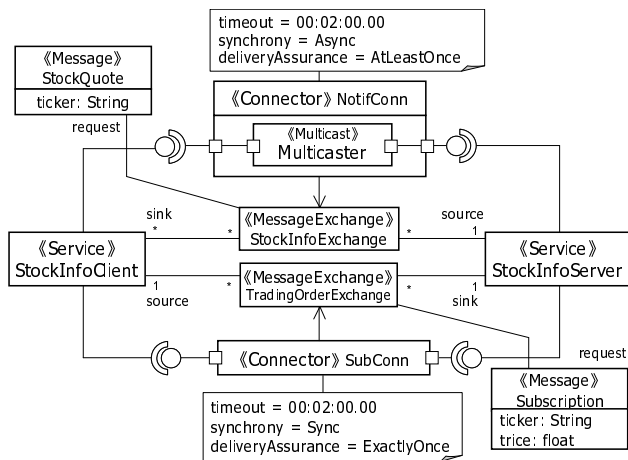 timeout = 00:02:00.00
synchrony = Async
deliveryAssurance = AtLeastOnce
《Message》
StockQuote
ticker: String
request
《Connector》 NotifConn
《Multicast》
Multicaster
sink
*
*
《MessageExchange》
StockInfoExchange
source
*
1
《Service》
StockInfoClient
《Service》
StockInfoServer
1
source
*
《MessageExchange》
TradingOrderExchange
*
1
sink
《Connector》 SubConn
request
《Message》
Subscription
ticker: String
trice: float
timeout = 00:02:00.00
synchrony = Sync
deliveryAssurance = ExactlyOnce